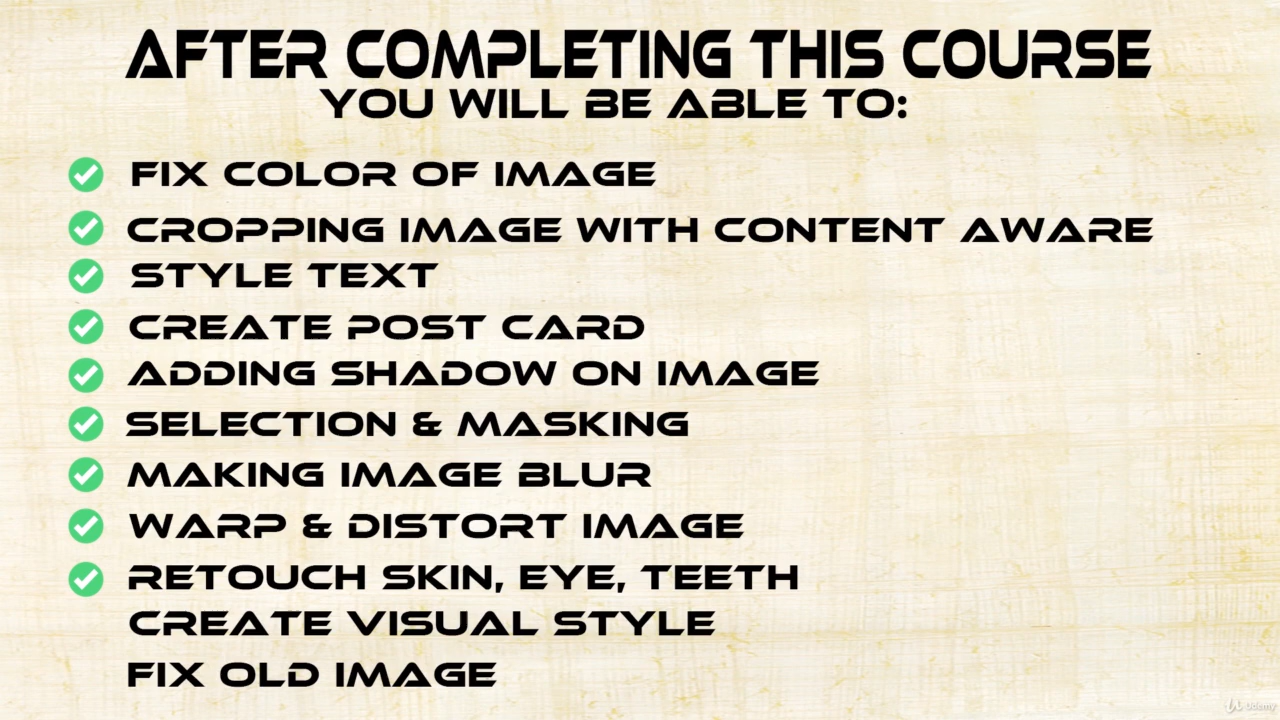 AFTER COMPLETING THIS COURSE
YOU WILL BE ABLE TO:
FIX COLOR OF IMAGE
CROPPING IMAGE WITH CONTENT AWARE
STYLE TEXT
CREATE POST CARD
ADDING SHADOW ON IMAGE
SELECTION & MASKING
MAKING IMAGE BLUR
WARP & DISTORT IMAGE
RETOUCH SKIN, EYE, TEETH
CREATE VISUAL STYLE
FIX OLD IMAGE
Udemy